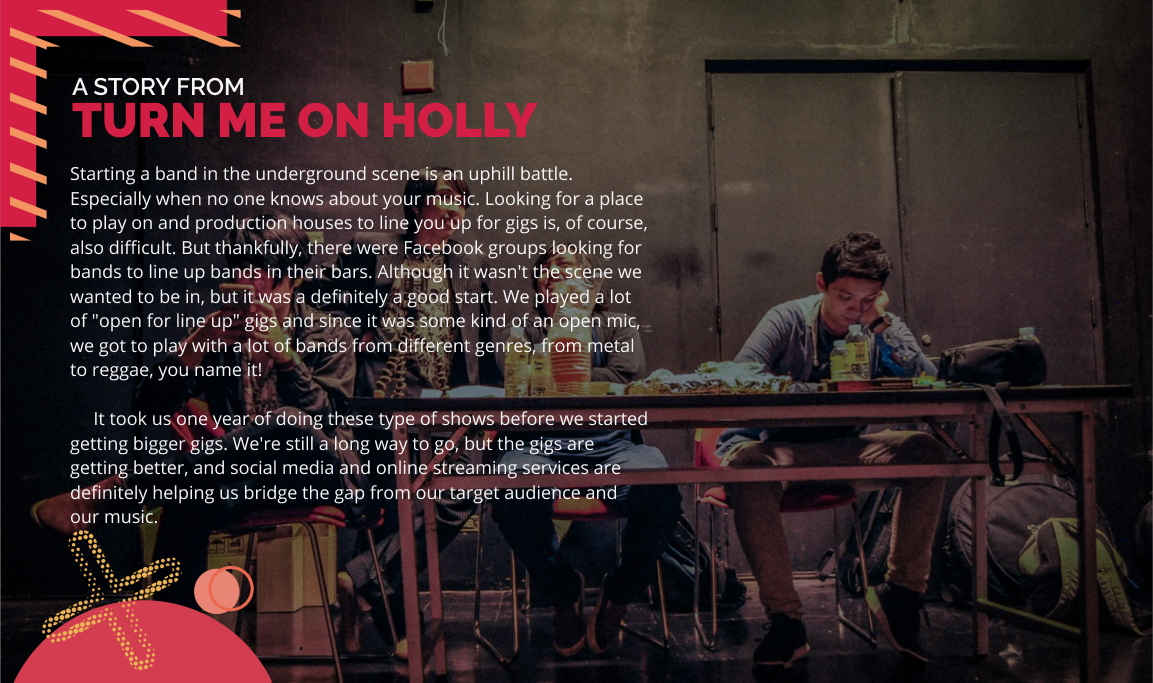 A STORY FROM
TURN ME ON HOLLY
Starting a band in the underground scene is an uphill battle.
Especially when no one knows about your music. Looking for a place
to play on and production houses to line you up for gigs is, of course,
also difficult. But thankfully, there were Facebook groups looking for
bands to line up bands in their bars. Although it wasn't the scene we
wanted to be in, but it was a definitely a good start. We played a lot
of "open for line up" gigs and since it was some kind of an open mic,
we got to play with a lot of bands from different genres, from metal
to reggae, you name it!
It took us one year of doing these type of shows before we started
getting bigger gigs. We're still a long way to go, but the gigs are
getting better, and social media and online streaming services are
definitely helping us bridge the gap from our target audience and
our music.